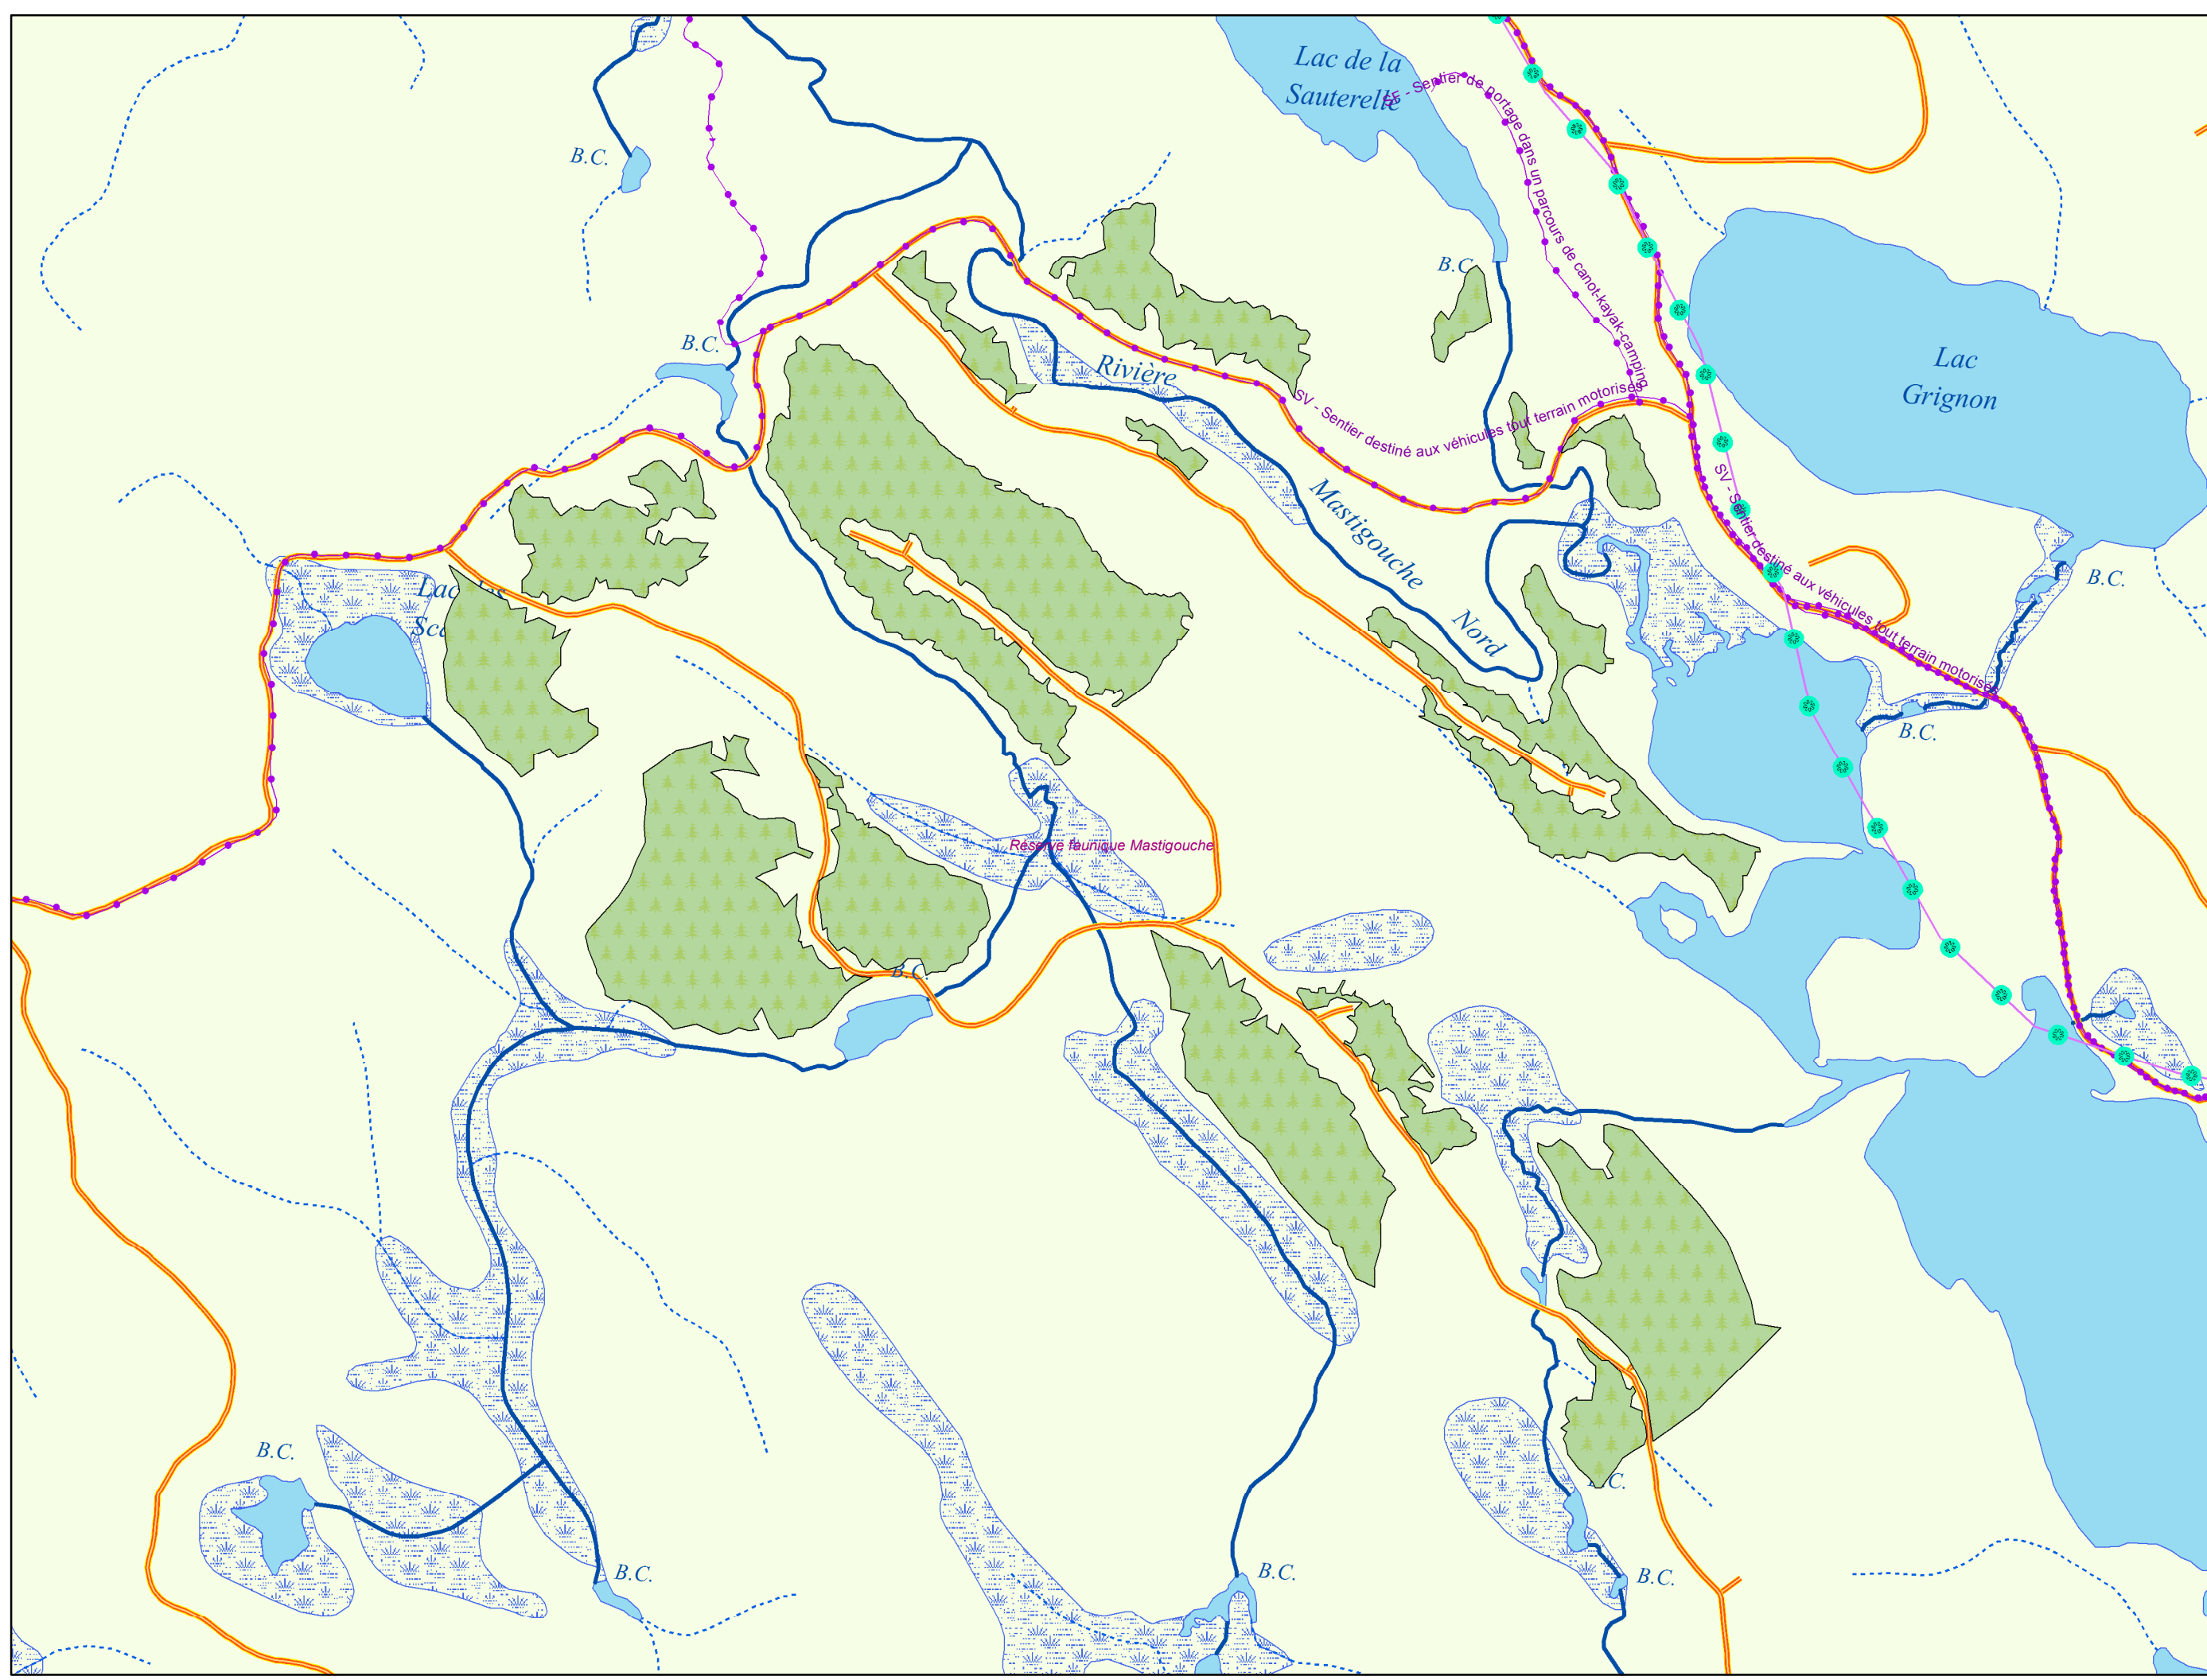 Lac de la
Sauterelle
SE - Sentier de portage dans un parcours de canot-kayak-camping
B.C.
B.C.
B.C.
Rivière
Mastigouche
Nord
Lac
Grignon
SV - Sentier destiné aux véhicules tout terrain motorisés
SV - Sentier destiné aux véhicules tout terrain motorisés
B.C.
Lac
B.C.
Réserve faunique Mastigouche
B.C.
B.C.
B.C.
B.C.
B.C.